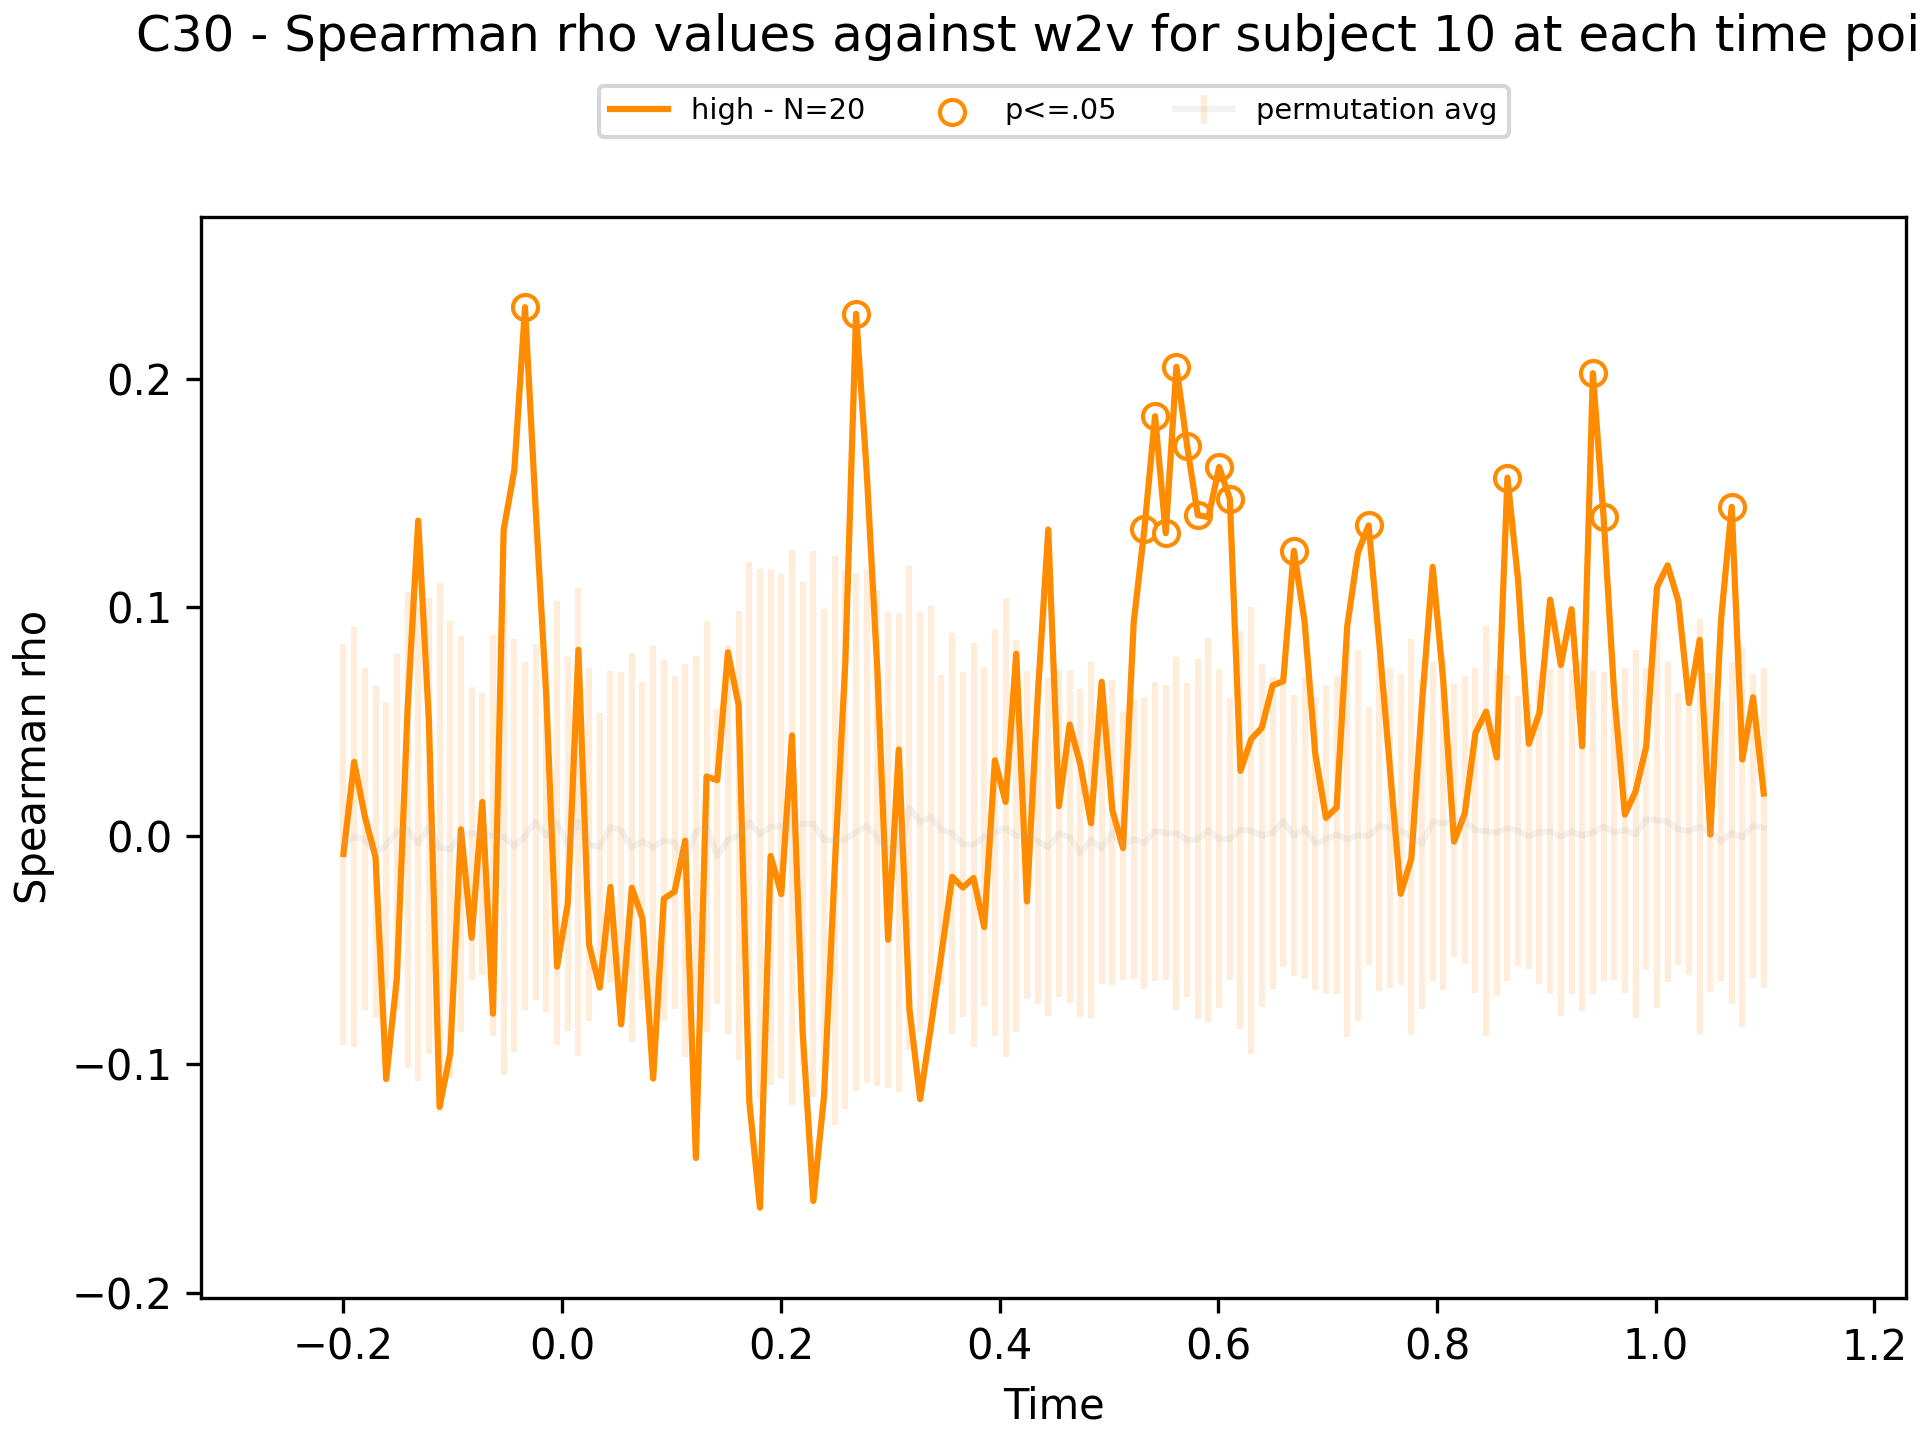 C30 - Spearman rho values against w2v for subject 10 at each time poi
high - N=20
p<=.05
permutation avg
Spearman rho
0.2
0.1
0.0
−0.1
−0.2
−0.2
0.0
0.2
0.4
0.6
0.8
1.0
1.2
Time